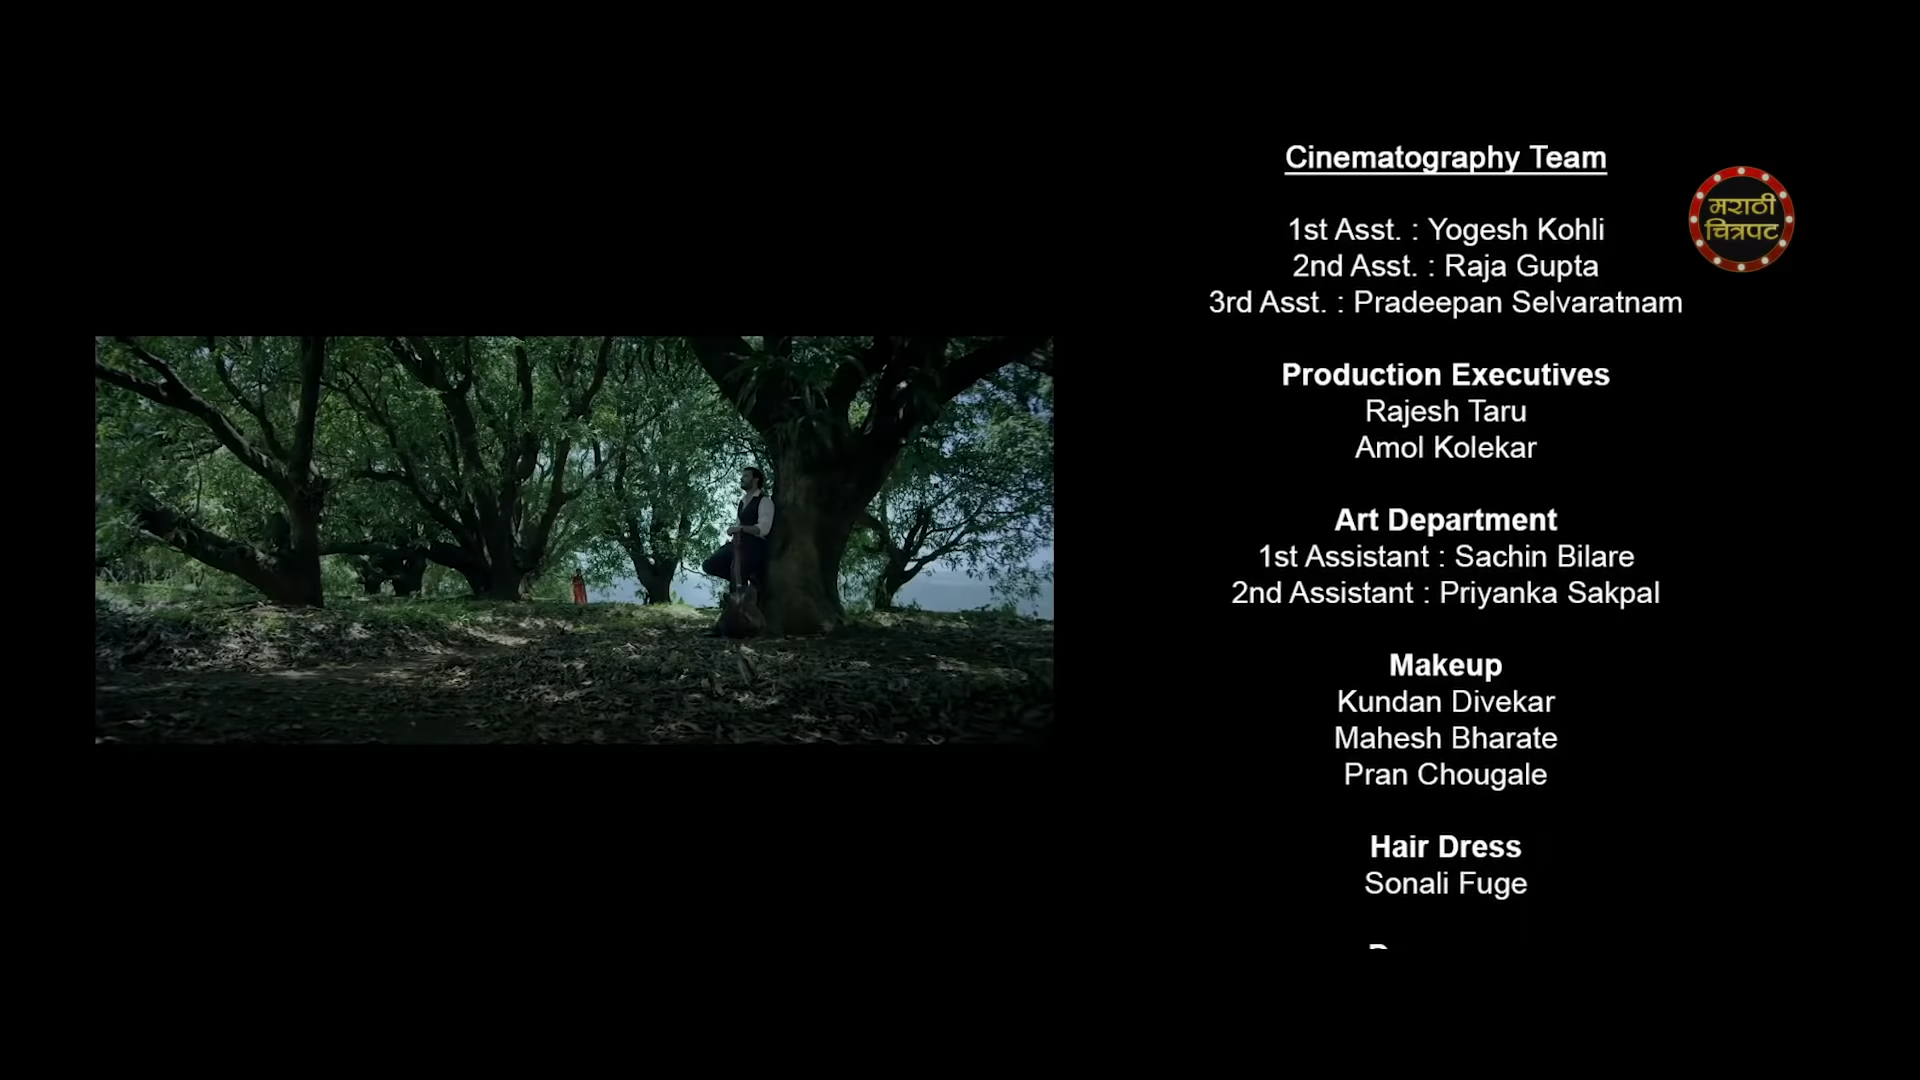 Cinematography Team
मराठी
चित्रपट
1st Asst. : Yogesh Kohli
2nd Asst. : Raja Gupta
3rd Asst. : Pradeepan Selvaratnam
Production Executives
Rajesh Taru
Amol Kolekar
Art Department
1st Assistant : Sachin Bilare
2nd Assistant : Priyanka Sakpal
Makeup
Kundan Divekar
Mahesh Bharate
Pran Chougale
Hair Dress
Sonali Fuge